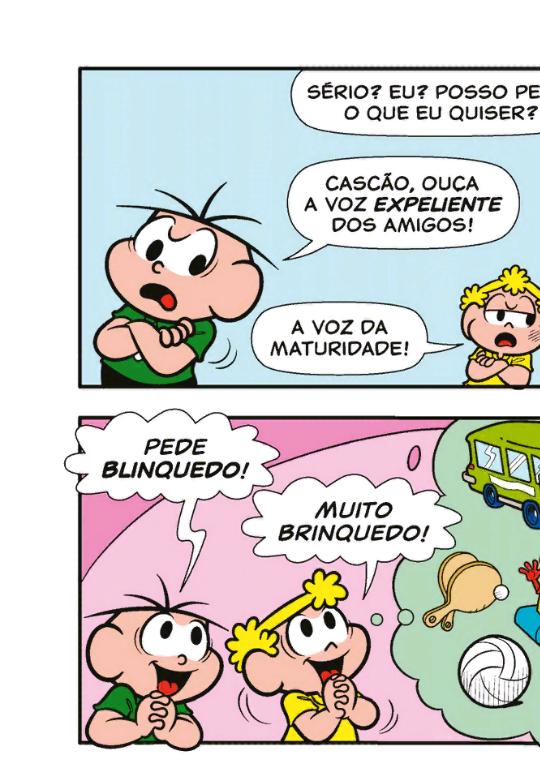 SÉRIO? EU? POSSO PE
O QUE EU QUISER?
CASCÃO, OUÇA
A VOZ EXPELIENTE
DOS AMIGOS!
A VOZ DA
MATURIDADE!
PEDE
BLINQUEDO!
MUITO
BRINQUEDO!